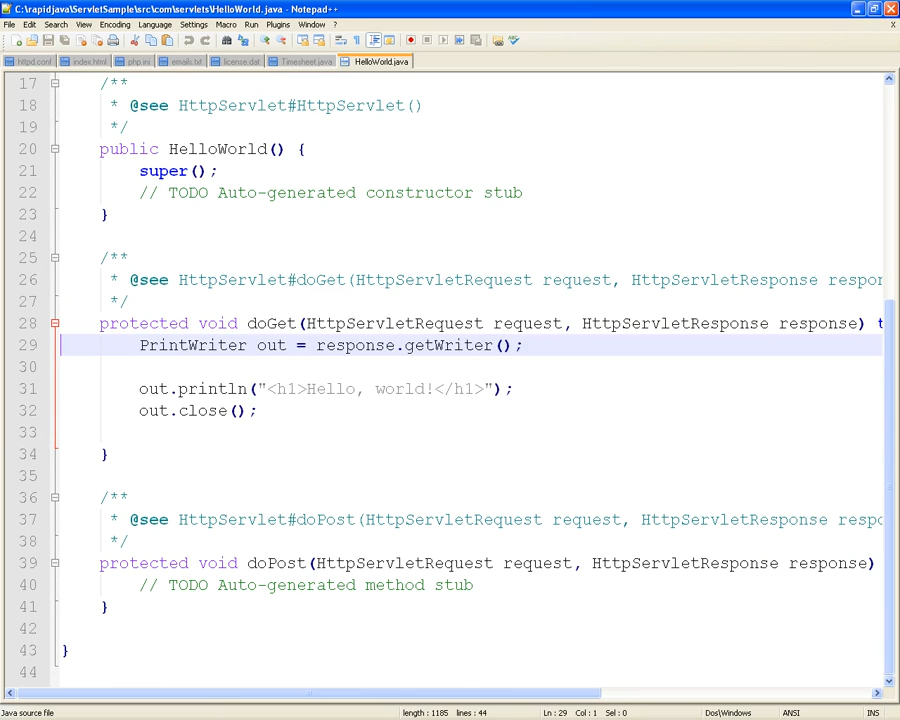 C:\rapidjava\ServletSample\src\com\servlets\HelloWorld.java - Notepad++
File Edit Search View Encoding Language Settings Macro Run Plugins Window ? X
httpd.conf index.html php.ini emails.txt license.dat Timesheet.java HelloWorld.java
17 /**
18 * @see HttpServlet#HttpServlet()
19 */
20 public HelloWorld() {
21 super();
22 // TODO Auto-generated constructor stub
23 }
24
25 /**
26 * @see HttpServlet#doGet(HttpServletRequest request, HttpServletResponse respor
27 */
28 protected void doGet(HttpServletRequest request, HttpServletResponse response) t
29 PrintWriter out = response.getWriter();
30
31 out.println("<h1>Hello, world!</h1>");
32 out.close();
33
34 }
35
36 /**
37 * @see HttpServlet#doPost(HttpServletRequest request, HttpServletResponse respo
38 */
39 protected void doPost(HttpServletRequest request, HttpServletResponse response)
40 // TODO Auto-generated method stub
41 }
42
43 }
44
Java source file length : 1185 lines : 44 Ln : 29 Col : 1 Sel : 0 Dos\Windows ANSI INS